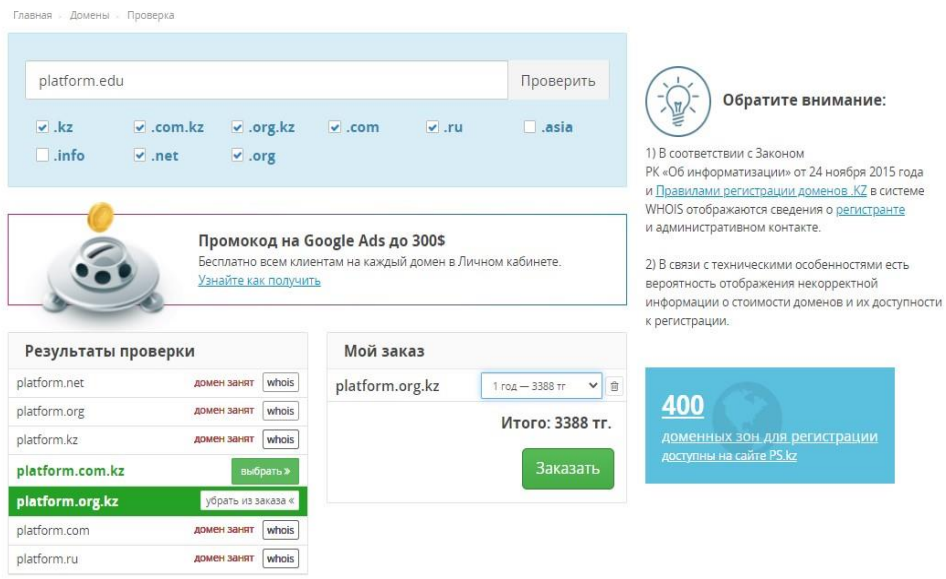 Главная Домены Проверка
platform.edu Проверить
.kz .com.kz .org.kz .com .ru .asia
.info .net .org
Промокод на Google Ads до 300$
Бесплатно всем клиентам на каждый домен в Личном кабинете.
Узнайте как получить
Результаты проверки
platform.net домен занят whois
platform.org домен занят whois
platform.kz домен занят whois
platform.com.kz выбрать »
platform.org.kz убрать из заказа «
platform.com домен занят whois
platform.ru домен занят whois
Мой заказ
platform.org.kz 1 год — 3388 тг
Итого: 3388 тг.
Заказать
Обратите внимание:
1) В соответствии с Законом
РК «Об информатизации» от 24 ноября 2015 года
и Правилами регистрации доменов .KZ в системе
WHOIS отображаются сведения о регистранте
и административном контакте.
2) В связи с техническими особенностями есть
вероятность отображения некорректной
информации о стоимости доменов и их доступности
к регистрации.
400
доменных зон для регистрации
доступны на сайте PS.kz